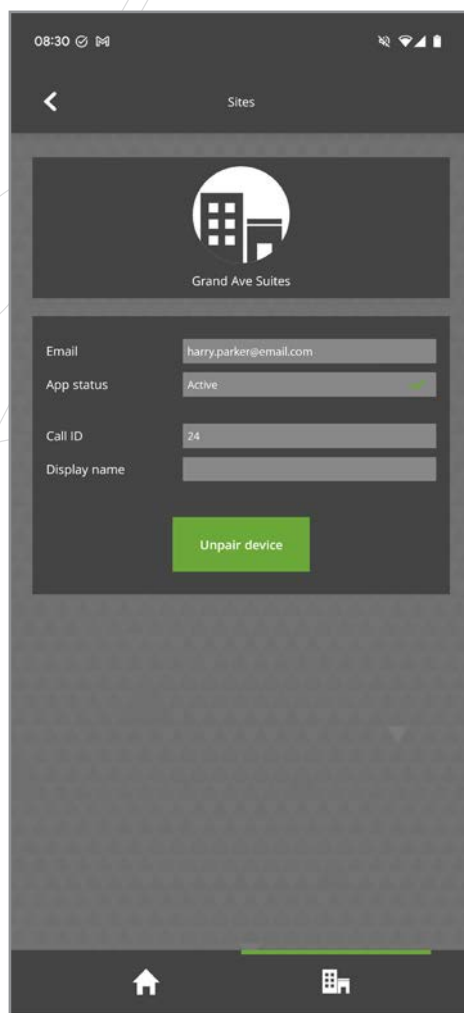 08:30
Sites
Grand Ave Suites
Email harry.parker@email.com
App status Active
Call ID 24
Display name
Unpair device